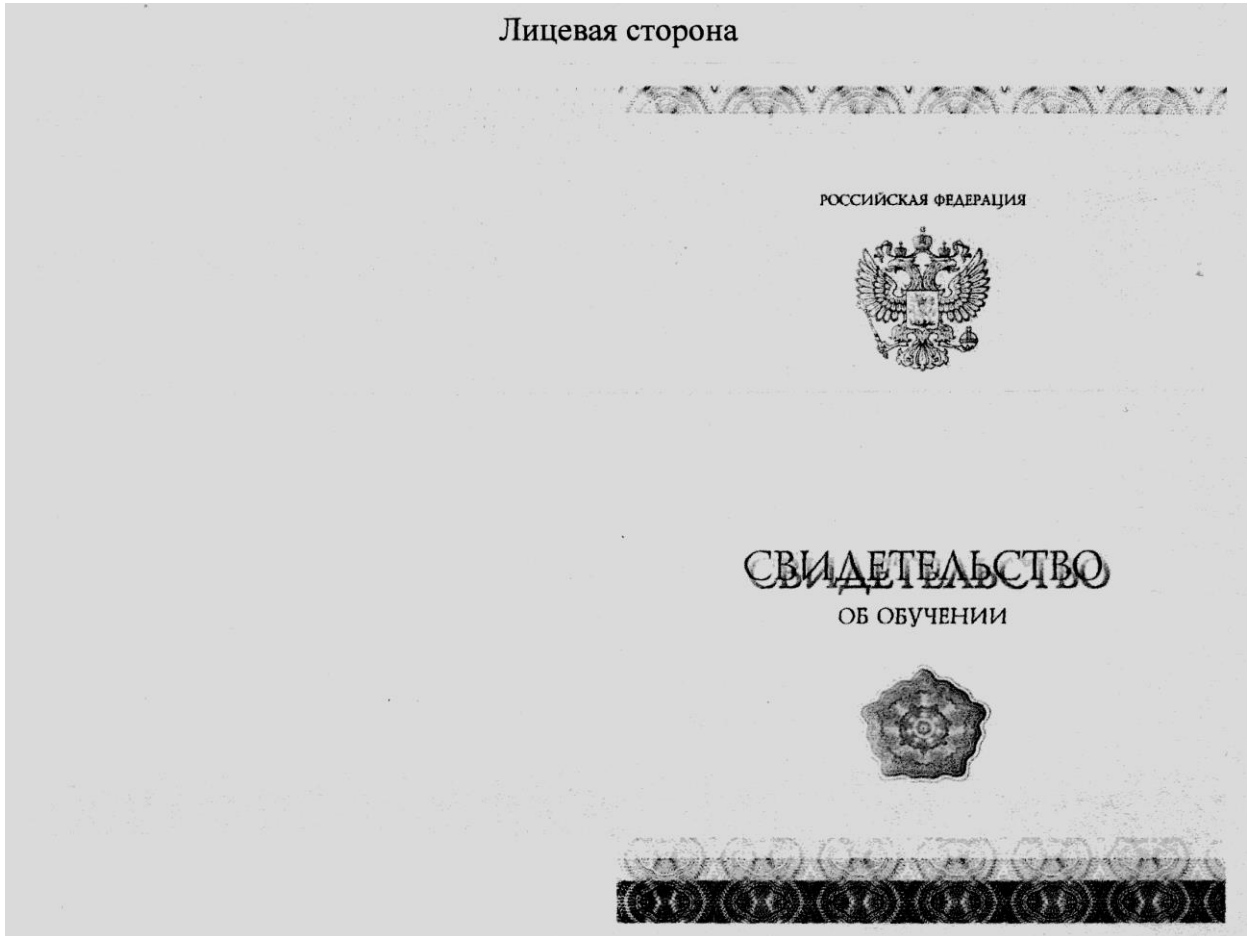 Лицевая сторона
РОССИЙСКАЯ ФЕДЕРАЦИЯ
СВИДЕТЕЛЬСТВО
ОБ ОБУЧЕНИИ